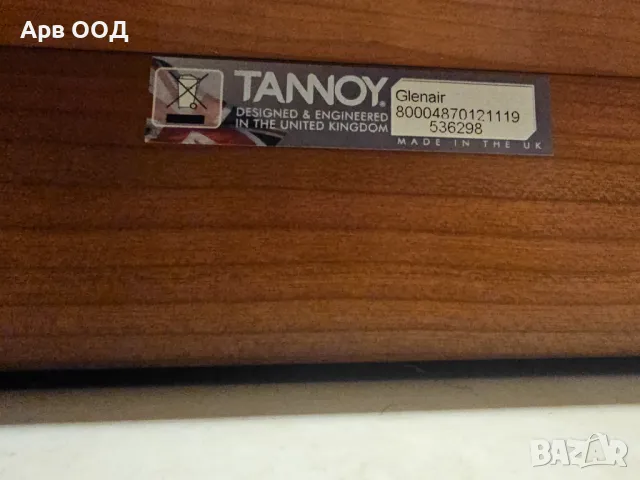 Арв ООД
TANNOY®
DESIGNED & ENGINEERED
IN THE UNITED KINGDOM
Glenair
80004870121119
536298
MADE IN THE UK
BAZAR